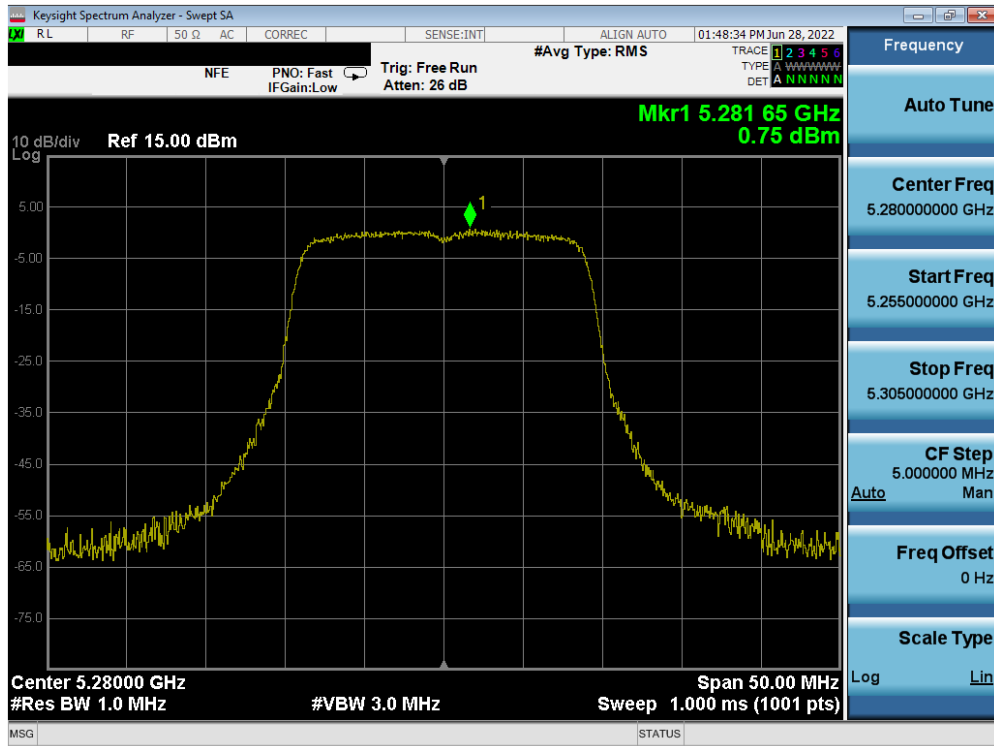 Keysight Spectrum Analyzer - Swept SA
LXI RL RF 50 Ω AC CORREC SENSE:INT ALIGN AUTO 01:48:34 PM Jun 28, 2022
#Avg Type: RMS TRACE 1 2 3 4 5 6
NFE PNO: Fast Trig: Free Run TYPE A WWWWW
IFGain:Low Atten: 26 dB DET A N N N N N
Mkr1 5.281 65 GHz
0.75 dBm
10 dB/div Ref 15.00 dBm
Log
5.00
-5.00
-15.0
-25.0
-35.0
-45.0
-55.0
-65.0
-75.0
1
Center 5.28000 GHz Span 50.00 MHz
#Res BW 1.0 MHz #VBW 3.0 MHz Sweep 1.000 ms (1001 pts)
MSG STATUS
Frequency
Auto Tune
Center Freq
5.280000000 GHz
Start Freq
5.255000000 GHz
Stop Freq
5.305000000 GHz
CF Step
5.000000 MHz
Auto Man
Freq Offset
0 Hz
Scale Type
Log Lin